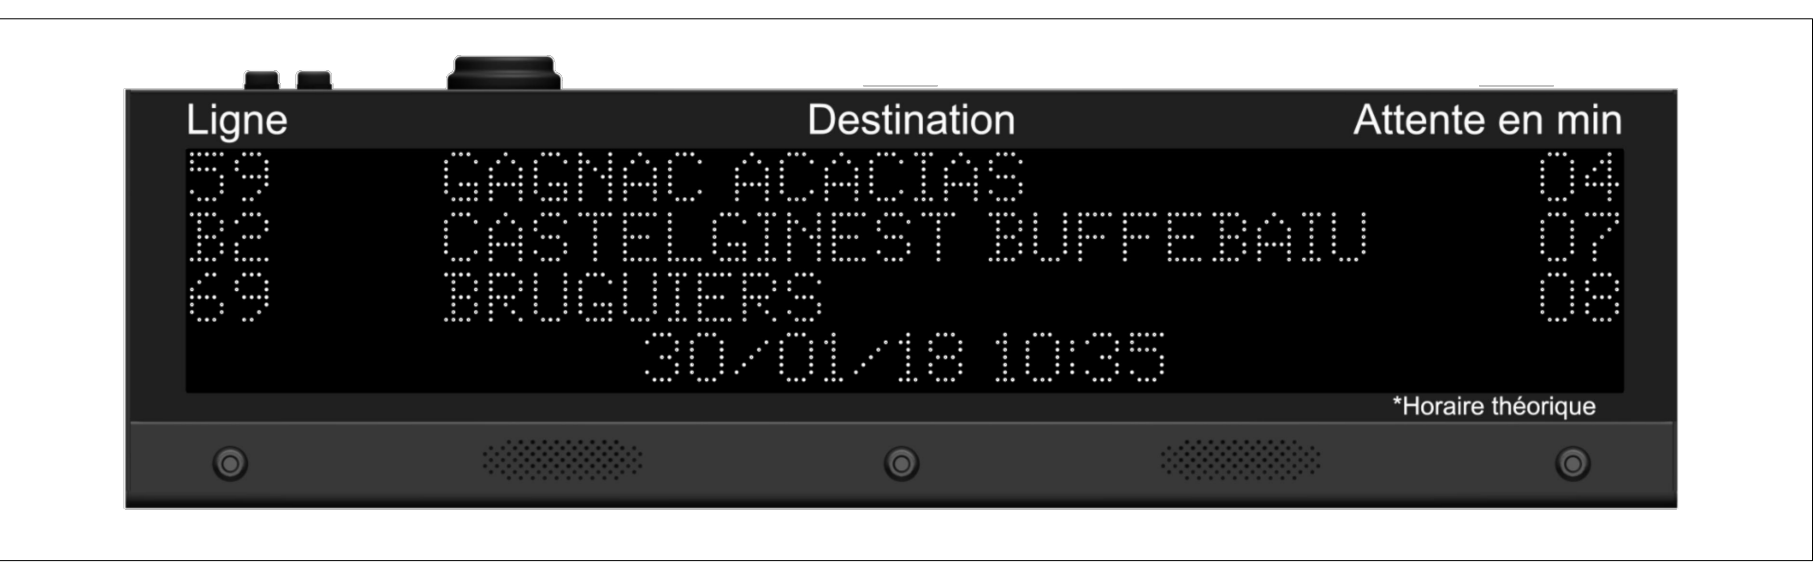 Ligne Destination Attente en min
59 GAGNAC ACACIAS 04
B2 CASTELGINEST BUFFEBAIU 07
69 BRUGUIERS 08
30/01/18 10:35
*Horaire théorique